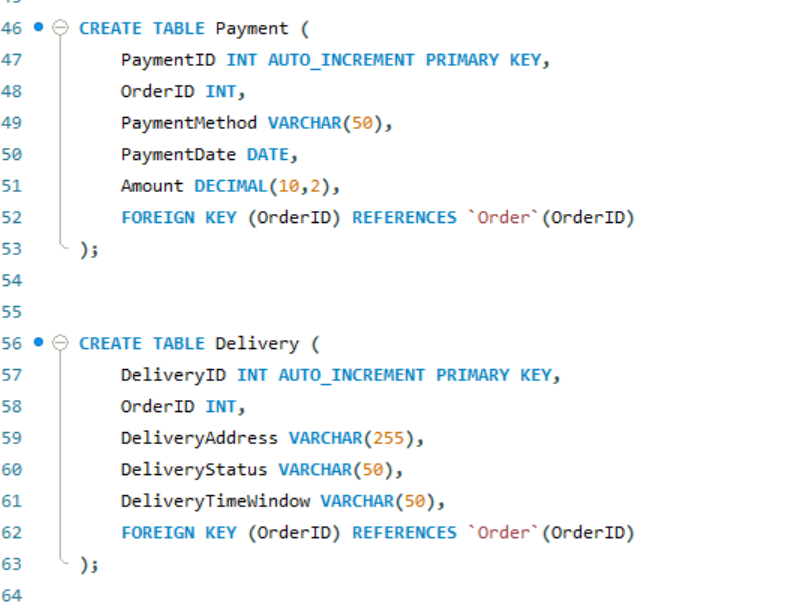 46 CREATE TABLE Payment (
47 PaymentID INT AUTO_INCREMENT PRIMARY KEY,
48 OrderID INT,
49 PaymentMethod VARCHAR(50),
50 PaymentDate DATE,
51 Amount DECIMAL(10,2),
52 FOREIGN KEY (OrderID) REFERENCES `Order`(OrderID)
53 );
54
55
56 CREATE TABLE Delivery (
57 DeliveryID INT AUTO_INCREMENT PRIMARY KEY,
58 OrderID INT,
59 DeliveryAddress VARCHAR(255),
60 DeliveryStatus VARCHAR(50),
61 DeliveryTimeWindow VARCHAR(50),
62 FOREIGN KEY (OrderID) REFERENCES `Order`(OrderID)
63 );
64